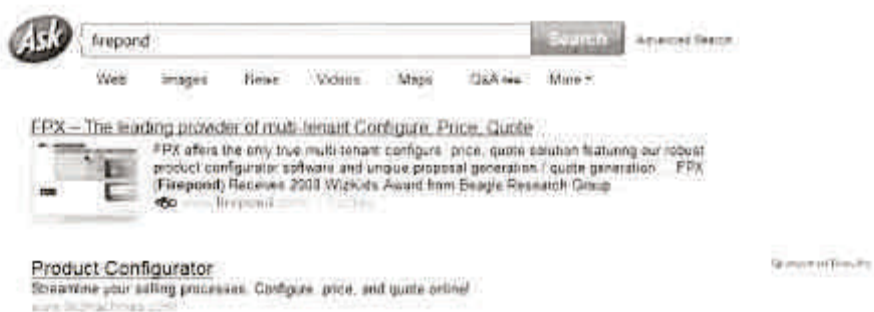 Ask firepond Search Advanced Search
Web Images News Videos Maps Q&A More
FPX – The leading provider of multi-tenant Configure, Price, Quote
FPX offers the only true multi-tenant configure, price, quote solution featuring our robust
product configurator software and unique proposal generation / quote generation FPX
(Firepond) Receives 2008 Wizkids Award from Beagle Research Group
firepond
Product Configurator
Sponsored Results
Streamline your selling processes. Configure, price, and quote online!